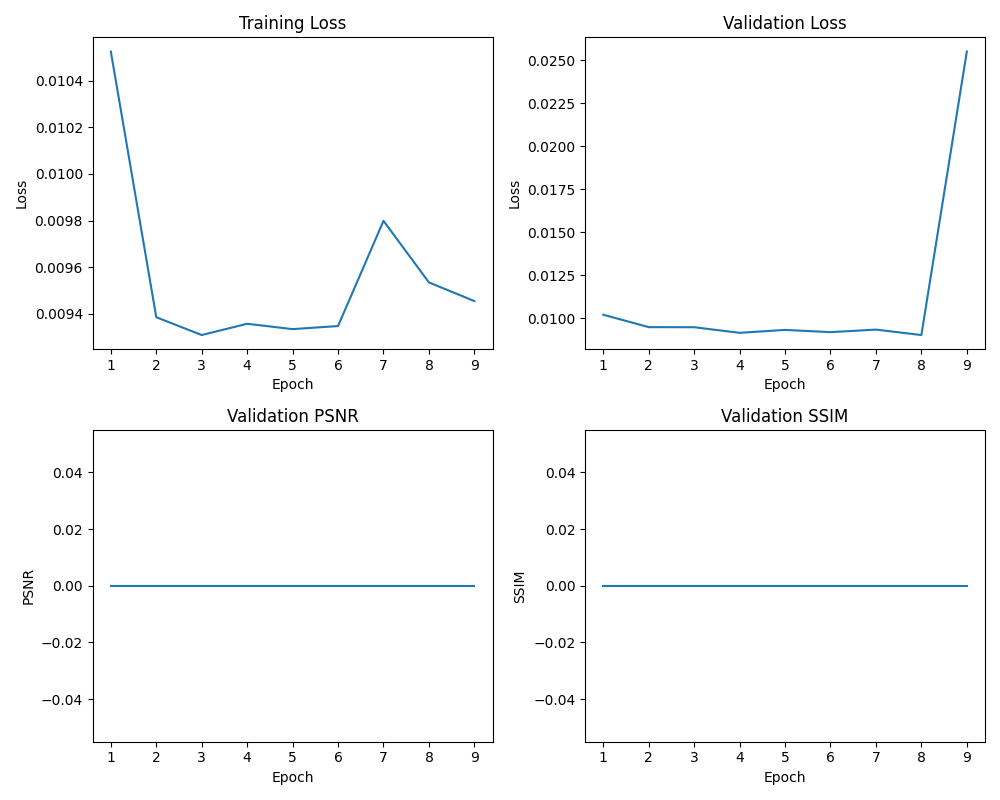 Training Loss
0.0104
0.0102
0.0100
0.0098
0.0096
0.0094
Loss
1 2 3 4 5 6 7 8 9
Epoch
Validation Loss
0.0250
0.0225
0.0200
0.0175
0.0150
0.0125
0.0100
Loss
1 2 3 4 5 6 7 8 9
Epoch
Validation PSNR
0.04
0.02
0.00
−0.02
−0.04
PSNR
1 2 3 4 5 6 7 8 9
Epoch
Validation SSIM
0.04
0.02
0.00
−0.02
−0.04
SSIM
1 2 3 4 5 6 7 8 9
Epoch